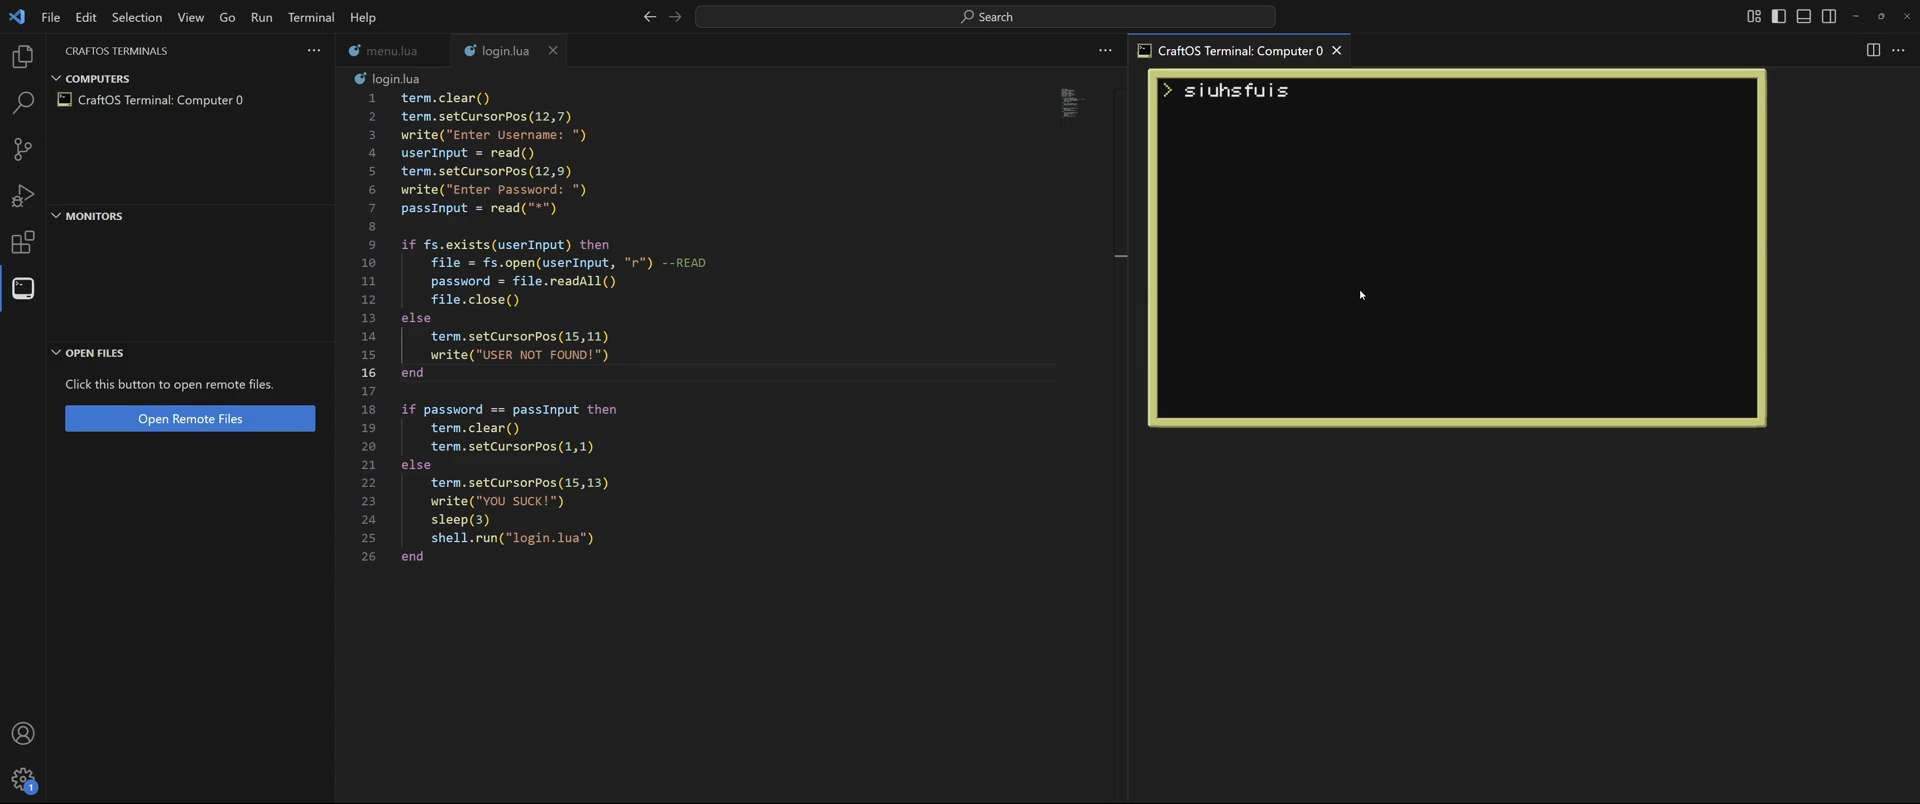 File Edit Selection View Go Run Terminal Help
Search
CRAFTOS TERMINALS
COMPUTERS
CraftOS Terminal: Computer 0
MONITORS
OPEN FILES
Click this button to open remote files.
Open Remote Files
1
menu.lua
login.lua
login.lua
1 term.clear()
2 term.setCursorPos(12,7)
3 write("Enter Username: ")
4 userInput = read()
5 term.setCursorPos(12,9)
6 write("Enter Password: ")
7 passInput = read("*")
8
9 if fs.exists(userInput) then
10 file = fs.open(userInput, "r") --READ
11 password = file.readAll()
12 file.close()
13 else
14 term.setCursorPos(15,11)
15 write("USER NOT FOUND!")
16 end
17
18 if password == passInput then
19 term.clear()
20 term.setCursorPos(1,1)
21 else
22 term.setCursorPos(15,13)
23 write("YOU SUCK!")
24 sleep(3)
25 shell.run("login.lua")
26 end
CraftOS Terminal: Computer 0
> siuhsfuis